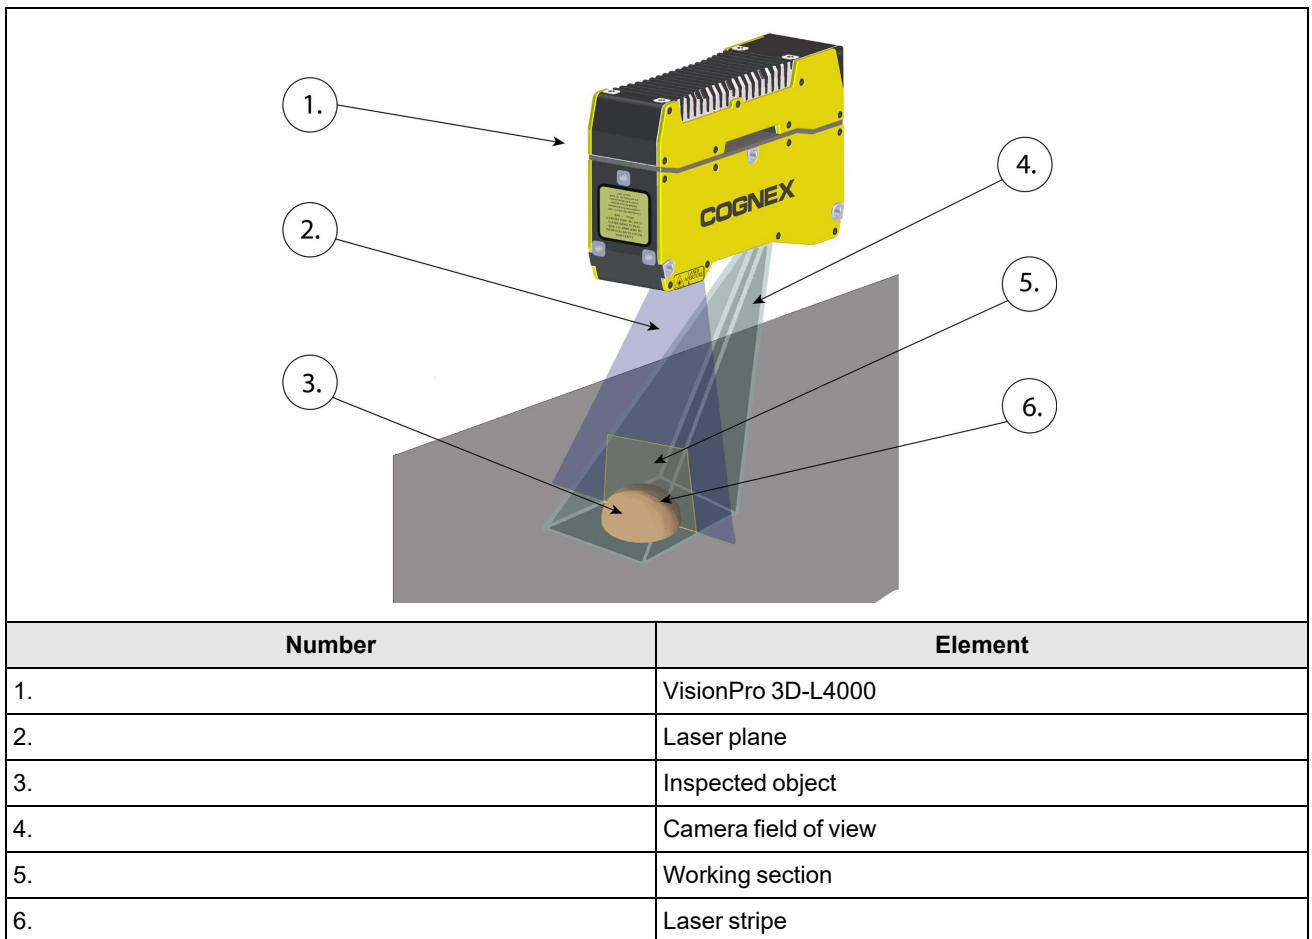 1.
4.
COGNEX
2.
5.
3.
6.
Number Element
1. VisionPro 3D-L4000
2. Laser plane
3. Inspected object
4. Camera field of view
5. Working section
6. Laser stripe